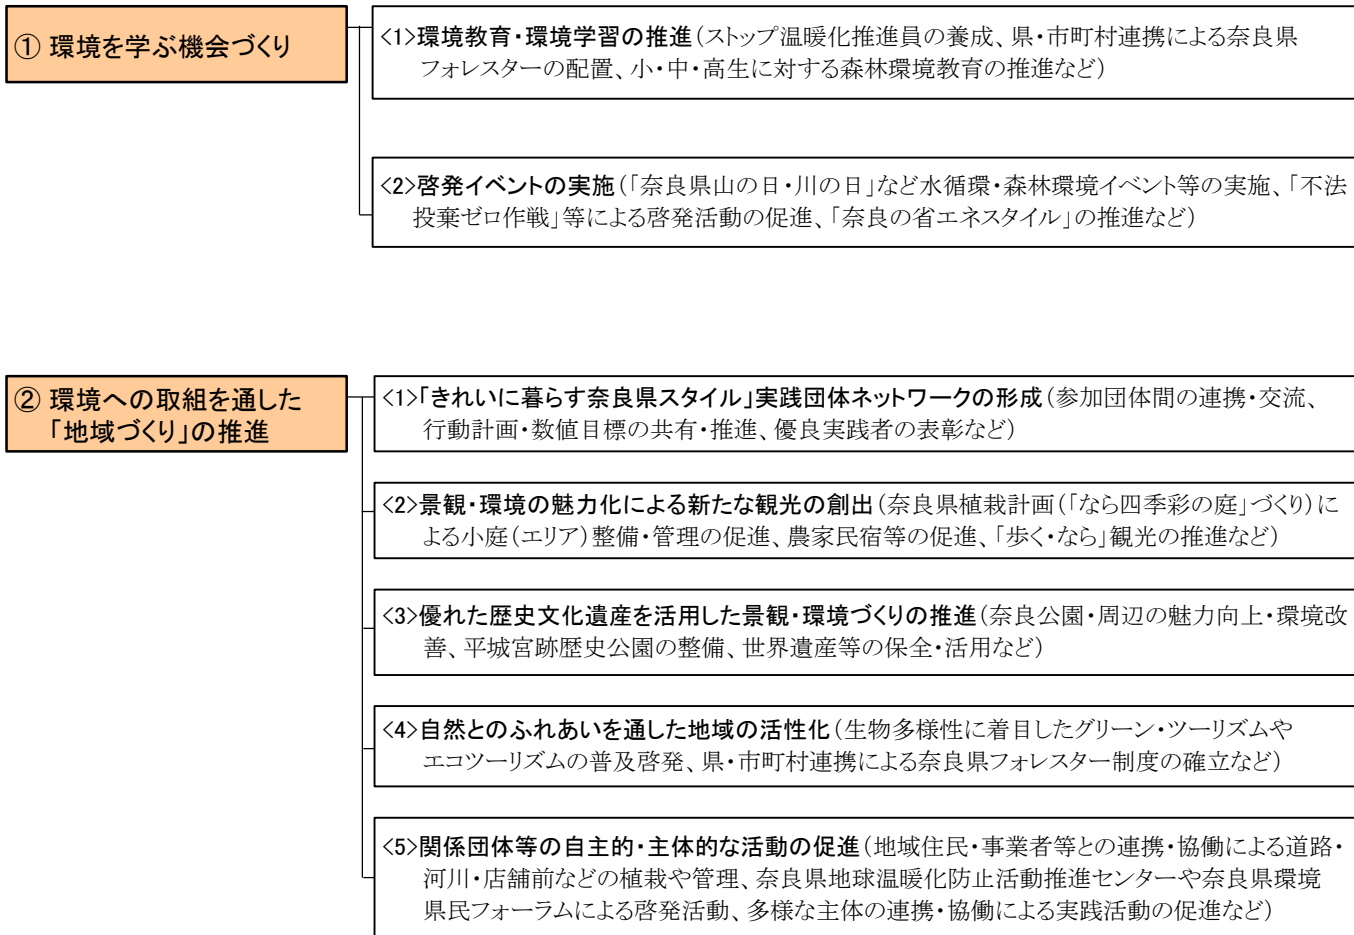 ① 環境を学ぶ機会づくり
<1>環境教育・環境学習の推進(ストップ温暖化推進員の養成、県・市町村連携による奈良県
フォレスターの配置、小・中・高生に対する森林環境教育の推進など)
<2>啓発イベントの実施(「奈良県山の日・川の日」など水循環・森林環境イベント等の実施、「不法
投棄ゼロ作戦」等による啓発活動の促進、「奈良の省エネスタイル」の推進など)
② 環境への取組を通した
「地域づくり」の推進
<1>「きれいに暮らす奈良県スタイル」実践団体ネットワークの形成(参加団体間の連携・交流、
行動計画・数値目標の共有・推進、優良実践者の表彰など)
<2>景観・環境の魅力化による新たな観光の創出(奈良県植栽計画(「なら四季彩の庭」づくり)に
よる小庭(エリア)整備・管理の促進、農家民宿等の促進、「歩く・なら」観光の推進など)
<3>優れた歴史文化遺産を活用した景観・環境づくりの推進(奈良公園・周辺の魅力向上・環境改
善、平城宮跡歴史公園の整備、世界遺産等の保全・活用など)
<4>自然とのふれあいを通した地域の活性化(生物多様性に着目したグリーン・ツーリズムや
エコツーリズムの普及啓発、県・市町村連携による奈良県フォレスター制度の確立など)
<5>関係団体等の自主的・主体的な活動の促進(地域住民・事業者等との連携・協働による道路・
河川・店舗前などの植栽や管理、奈良県地球温暖化防止活動推進センターや奈良県環境
県民フォーラムによる啓発活動、多様な主体の連携・協働による実践活動の促進など)